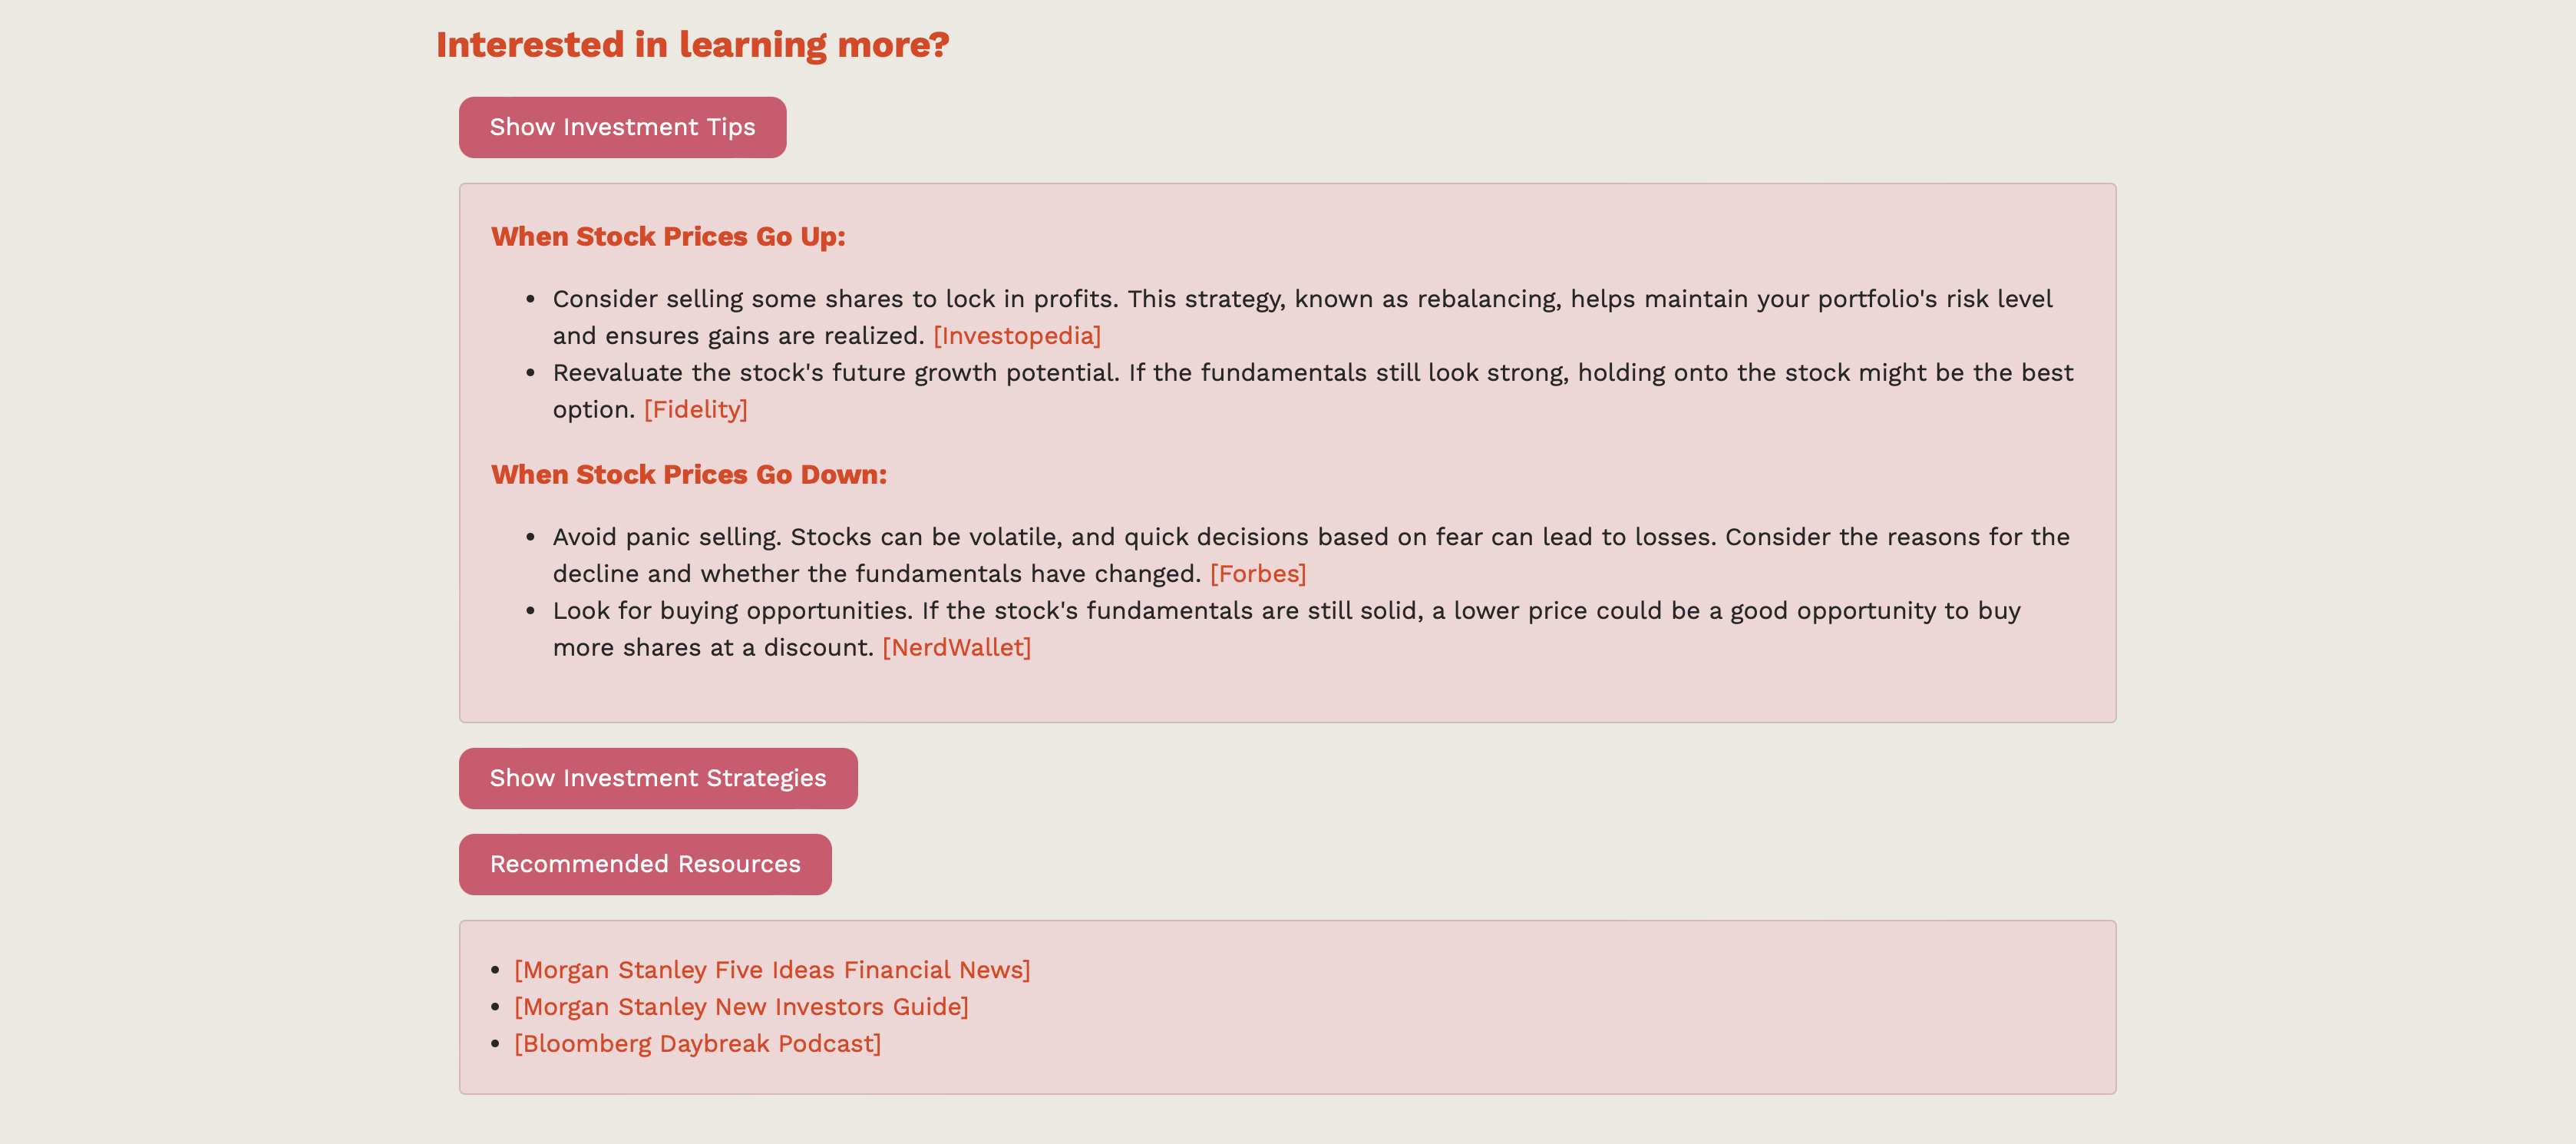 Interested in learning more?
Show Investment Tips
When Stock Prices Go Up:
• Consider selling some shares to lock in profits. This strategy, known as rebalancing, helps maintain your portfolio's risk level
and ensures gains are realized. [Investopedia]
• Reevaluate the stock's future growth potential. If the fundamentals still look strong, holding onto the stock might be the best
option. [Fidelity]
When Stock Prices Go Down:
• Avoid panic selling. Stocks can be volatile, and quick decisions based on fear can lead to losses. Consider the reasons for the
decline and whether the fundamentals have changed. [Forbes]
• Look for buying opportunities. If the stock's fundamentals are still solid, a lower price could be a good opportunity to buy
more shares at a discount. [NerdWallet]
Show Investment Strategies
Recommended Resources
• [Morgan Stanley Five Ideas Financial News]
• [Morgan Stanley New Investors Guide]
• [Bloomberg Daybreak Podcast]